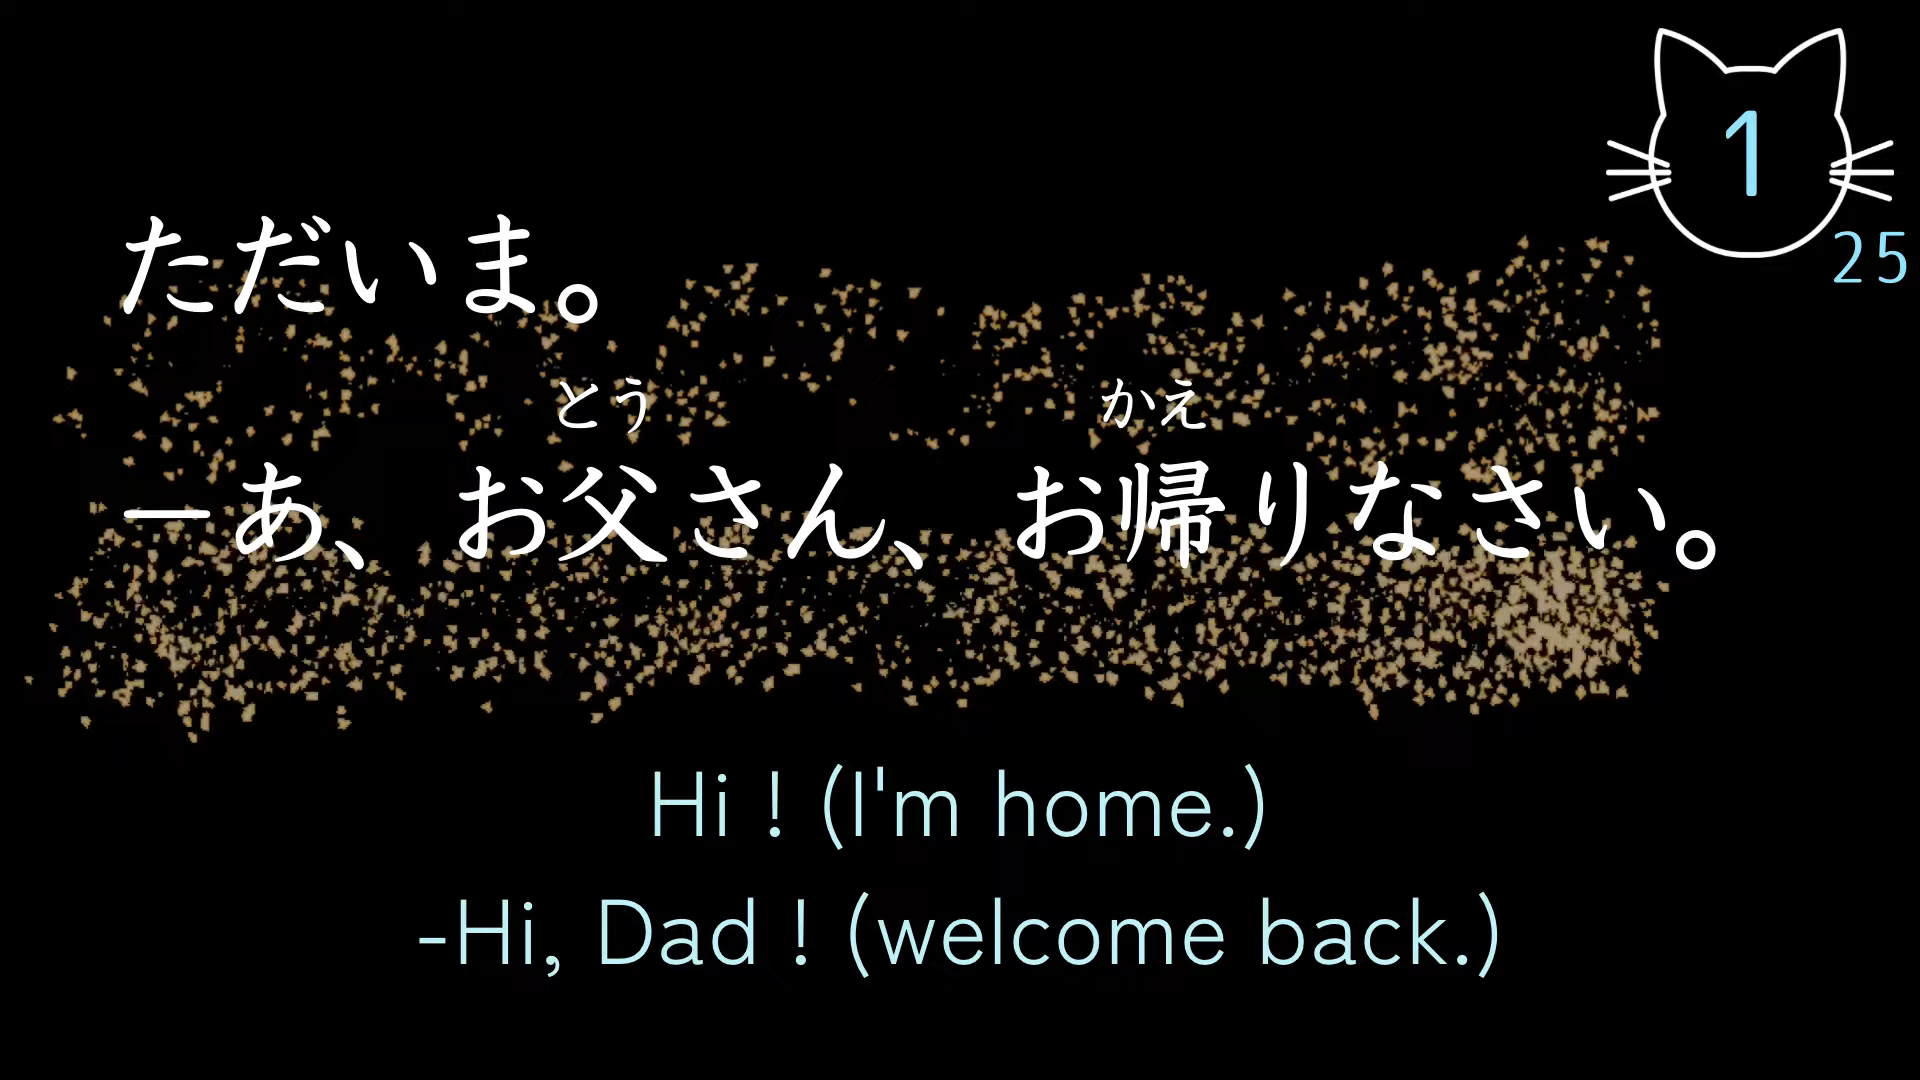 1
25
ただいま。
とう かえ
－あ、お父さん、お帰りなさい。
Hi ! (I'm home.)
-Hi, Dad ! (welcome back.)